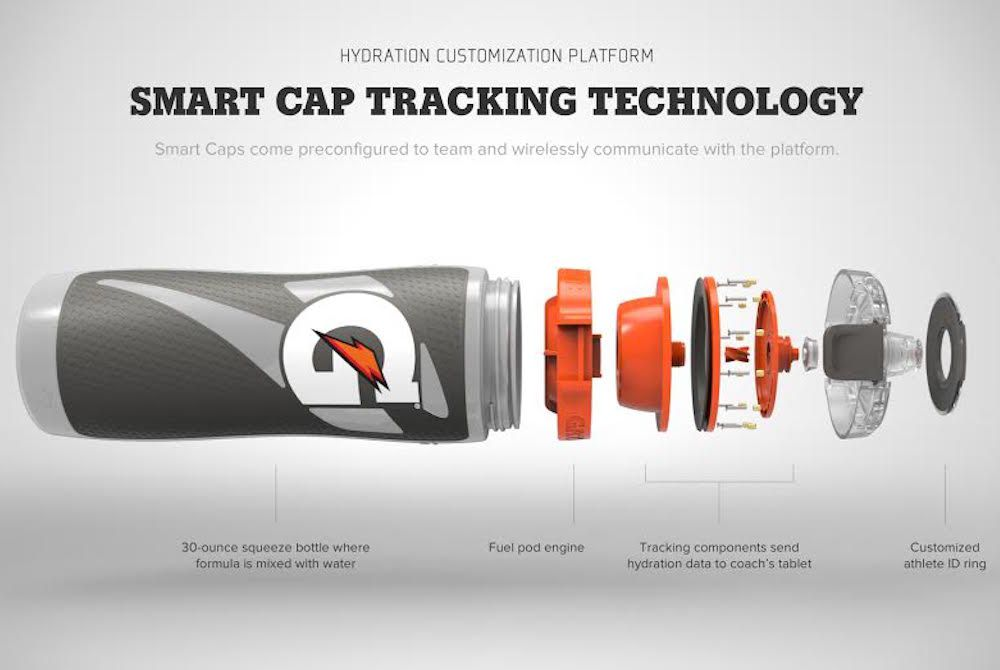 HYDRATION CUSTOMIZATION PLATFORM
SMART CAP TRACKING TECHNOLOGY
Smart Caps come preconfigured to team and wirelessly communicate with the platform.
G
30-ounce squeeze bottle where
formula is mixed with water
Fuel pod engine
Tracking components send
hydration data to coach's tablet
Customized
athlete ID ring